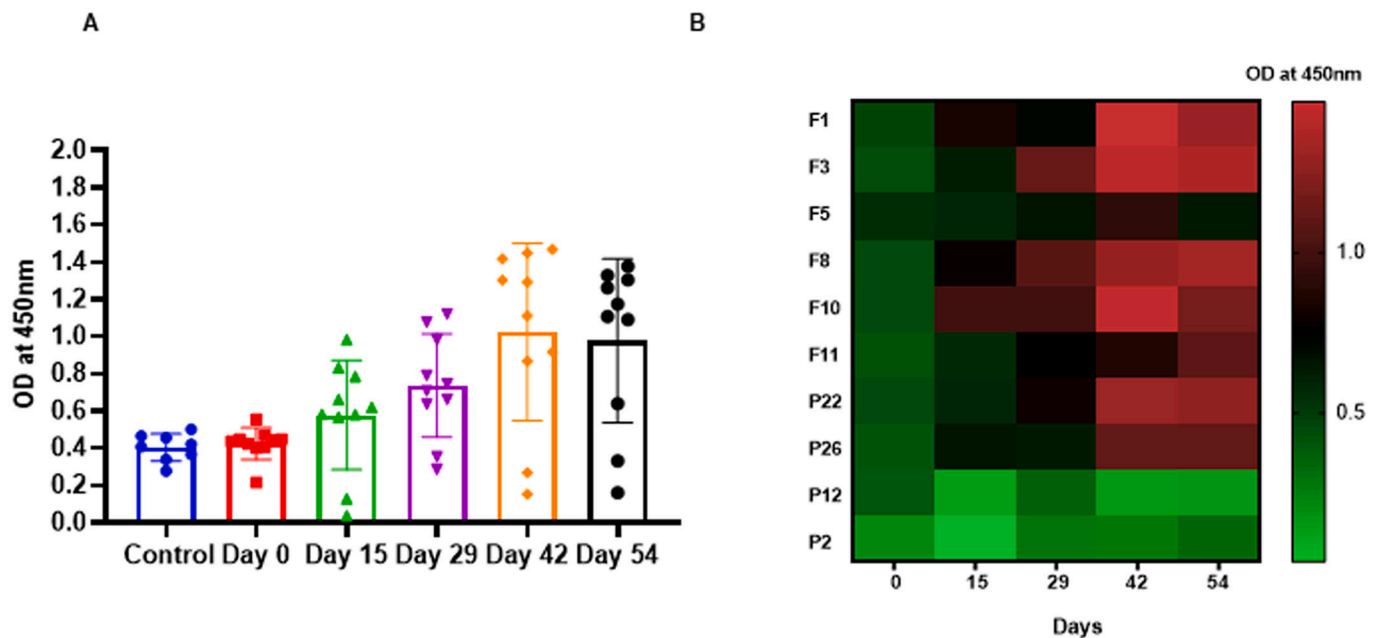 A
OD at 450nm
2.0
1.8
1.6
1.4
1.2
1.0
0.8
0.6
0.4
0.2
0.0
Control Day 0 Day 15 Day 29 Day 42 Day 54
B
OD at 450nm
F1
F3
F5
F8
F10
F11
P22
P26
P12
P2
0 15 29 42 54
Days
1.0
0.5